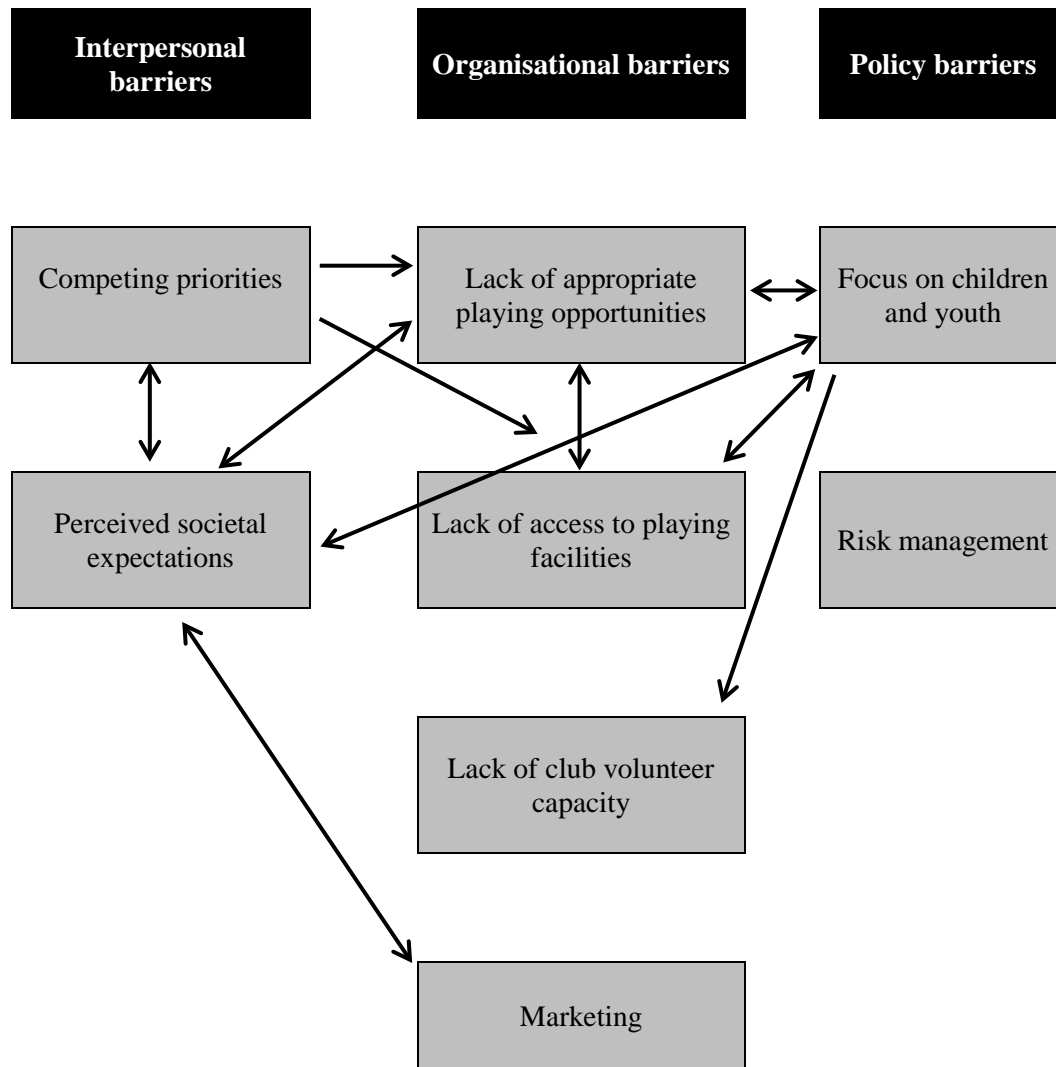 Interpersonal
barriers
Organisational barriers
Policy barriers
Competing priorities
Lack of appropriate
playing opportunities
Focus on children
and youth
Perceived societal
expectations
Lack of access to playing
facilities
Risk management
Lack of club volunteer
capacity
Marketing